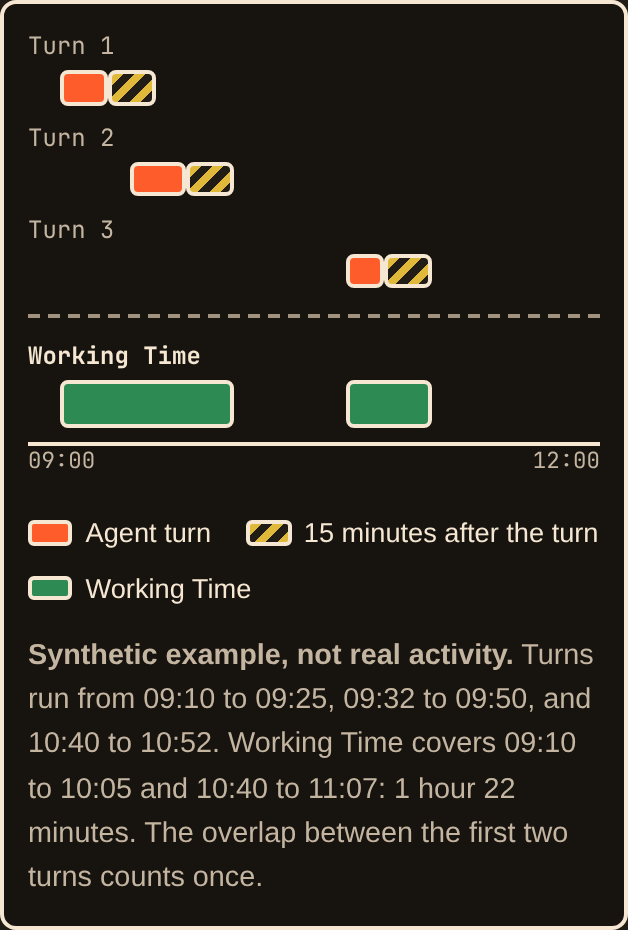 Turn 1
Turn 2
Turn 3
Working Time
09:00 12:00
Agent turn 15 minutes after the turn
Working Time
Synthetic example, not real activity. Turns
run from 09:10 to 09:25, 09:32 to 09:50, and
10:40 to 10:52. Working Time covers 09:10
to 10:05 and 10:40 to 11:07: 1 hour 22
minutes. The overlap between the first two
turns counts once.